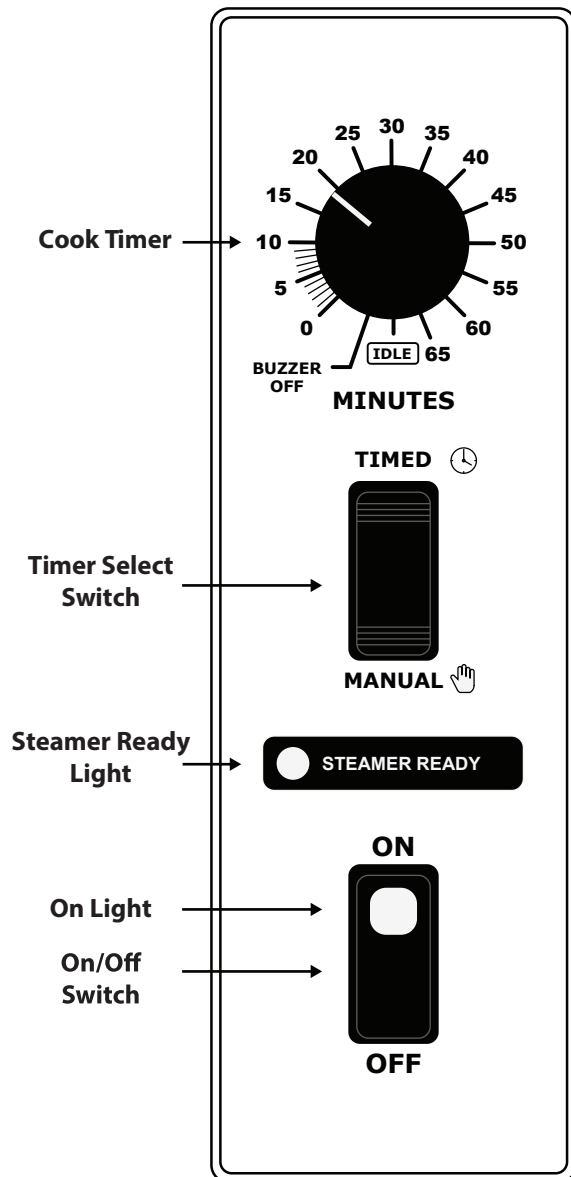 30
25
35
20
40
15
45
Cook Timer
10
50
5
55
0
60
IDLE
65
BUZZER
OFF
MINUTES
TIMED
Timer Select
Switch
MANUAL
Steamer Ready
Light
STEAMER READY
ON
On Light
On/Off
Switch
OFF